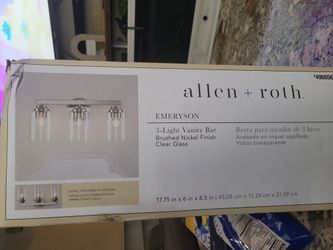 allen + roth.
EMERYSON
3-Light Vanity Bar
Brushed Nickel Finish
Clear Glass
Barra para tocador de 3 luces
Acabado en níquel cepillado
Vidrio transparente
17.75 in x 6 in x 8.5 in | 45,08 cm x 15,24 cm x 21,59 cm